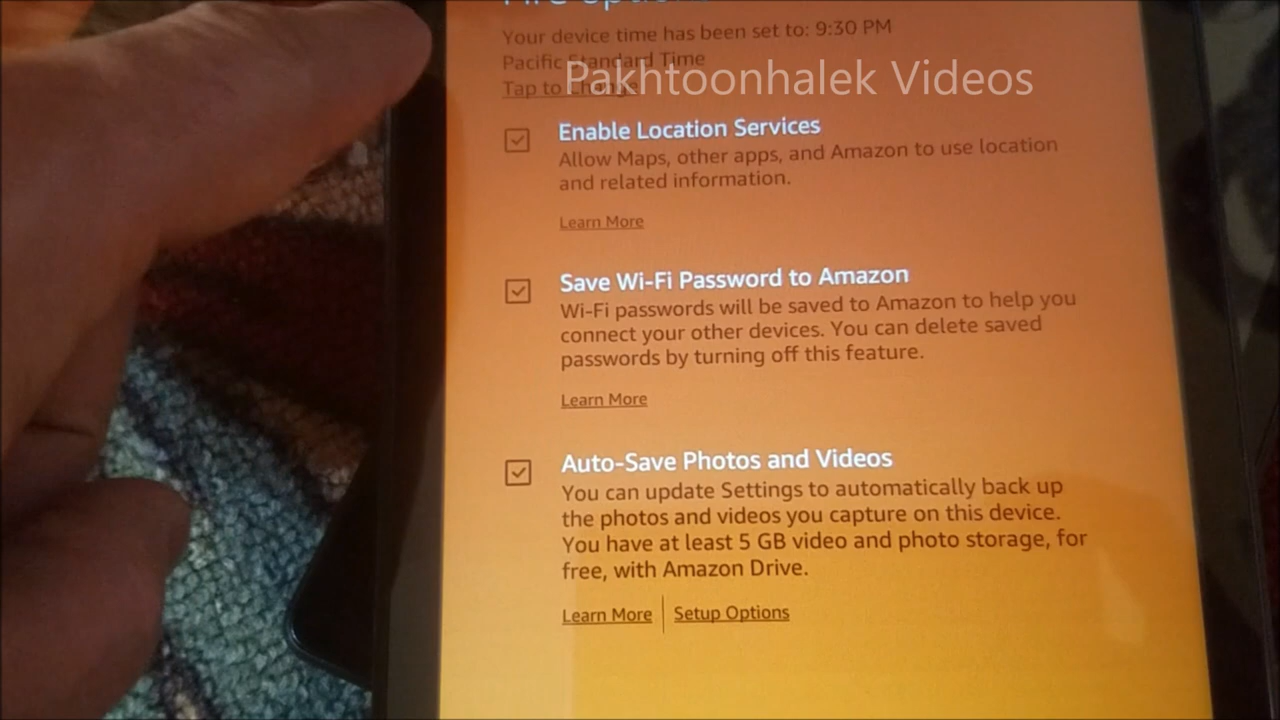 Fire Options
Your device time has been set to: 9:30 PM
Pacific Standard Time
Tap to Change
Pakhtoonhalek Videos
Enable Location Services
Allow Maps, other apps, and Amazon to use location
and related information.
Learn More
Save Wi-Fi Password to Amazon
Wi-Fi passwords will be saved to Amazon to help you
connect your other devices. You can delete saved
passwords by turning off this feature.
Learn More
Auto-Save Photos and Videos
You can update Settings to automatically back up
the photos and videos you capture on this device.
You have at least 5 GB video and photo storage, for
free, with Amazon Drive.
Learn More | Setup Options